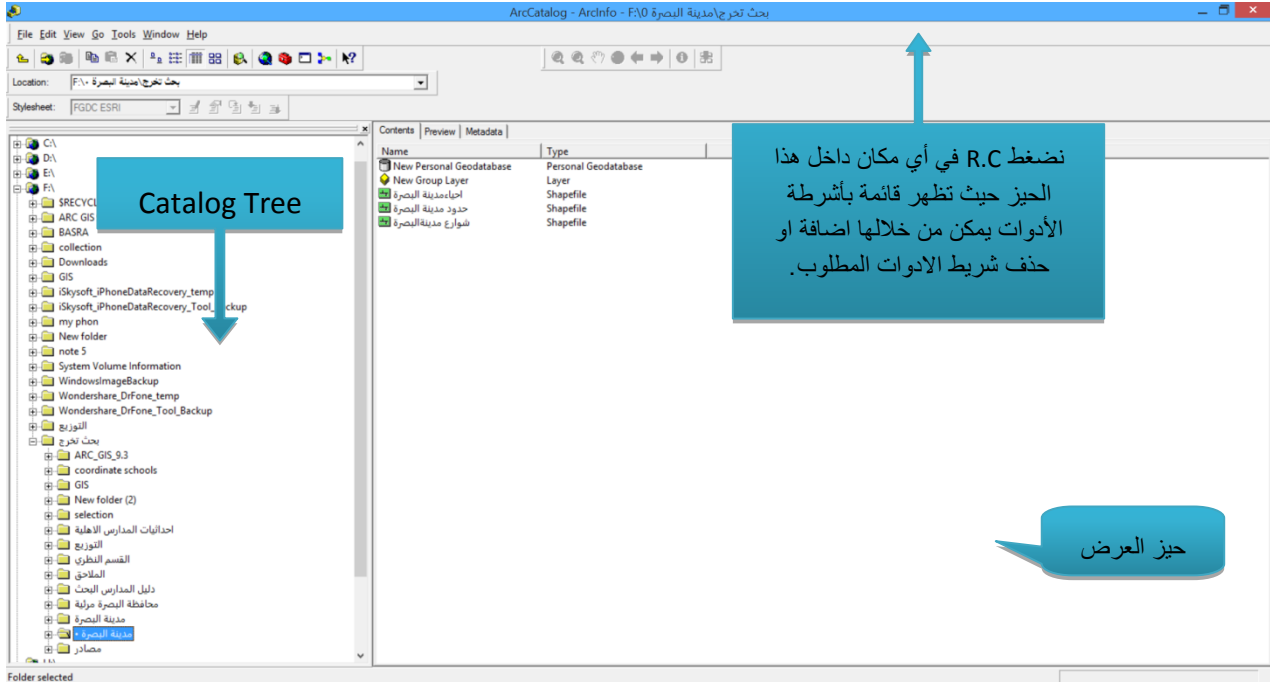 ArcCatalog - ArcInfo - F:\0 بحث تخرج\مدينة البصرة
File Edit View Go Tools Window Help
Location: F:\٠ بحث تخرج\مدينة البصرة
Stylesheet: FGDC ESRI
C:\
D:\
E:\
F:\
$RECYCL
ARC GIS
BASRA
collection
Downloads
GIS
iSkysoft_iPhoneDataRecovery_temp
iSkysoft_iPhoneDataRecovery_Tool_ ckup
my phon
New folder
note 5
System Volume Information
WindowsImageBackup
Wondershare_DrFone_temp
Wondershare_DrFone_Tool_Backup
التوزيع
بحث تخرج
ARC_GIS_9.3
coordinate schools
GIS
New folder (2)
selection
احداثيات المدارس الاهلية
التوزيع
القسم النظري
الملاحق
دليل المدارس البحث
محافظة البصرة مرئية
مدينة البصرة
مدينة البصرة ٠
مصادر
Catalog Tree
Contents Preview Metadata
Name Type
New Personal Geodatabase Personal Geodatabase
New Group Layer Layer
احياءمدينة البصرة Shapefile
حدود مدينة البصرة Shapefile
شوارع مدينةالبصرة Shapefile
نضغط R.C في أي مكان داخل هذا
الحيز حيث تظهر قائمة بأشرطة
الأدوات يمكن من خلالها اضافة او
حذف شريط الادوات المطلوب.
حيز العرض
Folder selected